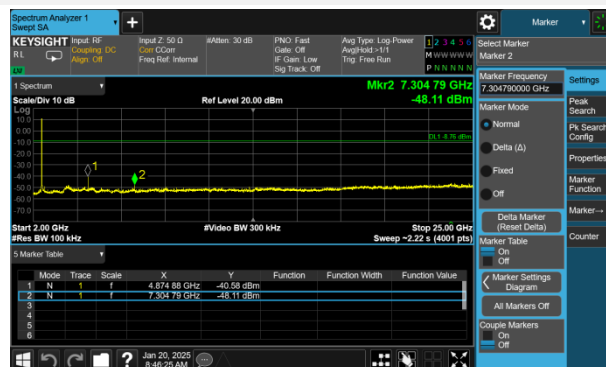 Spectrum Analyzer 1
Swept SA
Marker
KEYSIGHT
RL
Input: RF
Coupling: DC
Align: Off
Input Z: 50 Ω
Corr CCorr
Freq Ref: Internal
#Atten: 30 dB
PNO: Fast
Gate: Off
IF Gain: Low
Sig Track: Off
Avg Type: Log-Power
Avg|Hold:>1/1
Trig: Free Run
1 2 3 4 5 6
M W W W W W
P N N N N N
LV
Select Marker
Marker 2
1 Spectrum
Scale/Div 10 dB
Log
Ref Level 20.00 dBm
Mkr2 7.304 79 GHz
-48.11 dBm
10.0
0.00
-10.0
-20.0
-30.0
-40.0
-50.0
-60.0
-70.0
DL1 -8.76 dBm
1
2
Start 2.00 GHz
#Res BW 100 kHz
#Video BW 300 kHz
Stop 25.00 GHz
Sweep ~2.22 s (4001 pts)
5 Marker Table
Mode Trace Scale X Y Function Function Width Function Value
1 N 1 f 4.874 88 GHz -40.58 dBm
2 N 1 f 7.304 79 GHz -48.11 dBm
3
4
5
6
Jan 20, 2025
8:46:25 AM
Marker Frequency
7.304790000 GHz
Marker Mode
Normal
Delta (Δ)
Fixed
Off
Delta Marker
(Reset Delta)
Marker Table
On
Off
Marker Settings
Diagram
All Markers Off
Couple Markers
On
Off
Settings
Peak
Search
Pk Search
Config
Properties
Marker
Function
Marker→
Counter